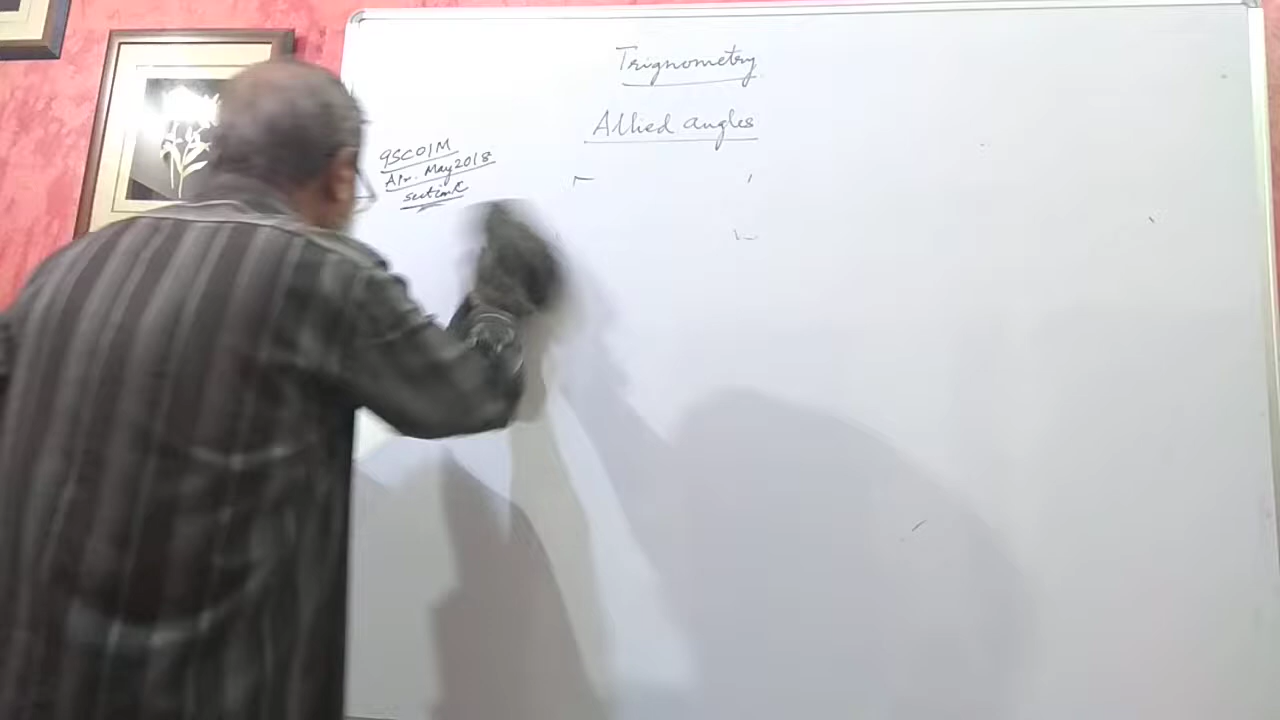 Trignometry
Allied angles
9SC01M
Apr. May 2018
section C